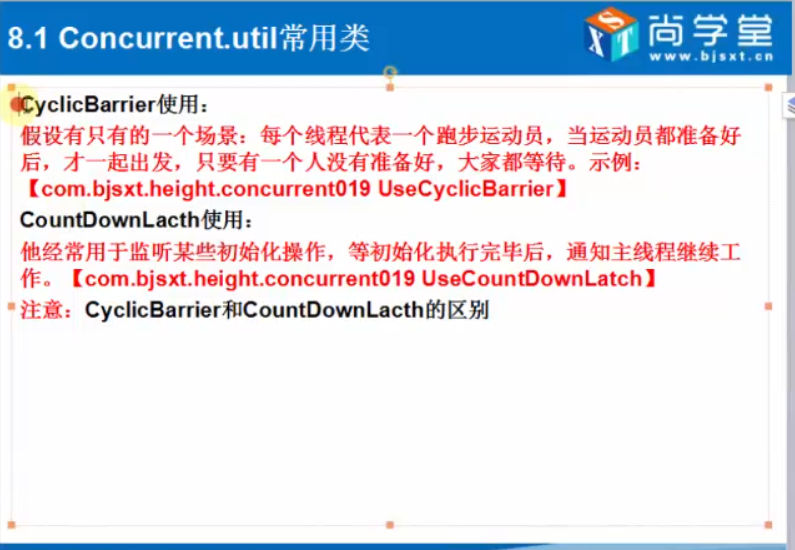 8.1 Concurrent.util常用类
XST
尚学堂
www.bjsxt.cn
CyclicBarrier使用：
假设有只有的一个场景：每个线程代表一个跑步运动员，当运动员都准备好
后，才一起出发，只要有一个人没有准备好，大家都等待。示例：
【com.bjsxt.height.concurrent019 UseCyclicBarrier】
CountDownLacth使用：
他经常用于监听某些初始化操作，等初始化执行完毕后，通知主线程继续工
作。【com.bjsxt.height.concurrent019 UseCountDownLatch】
注意：CyclicBarrier和CountDownLacth的区别